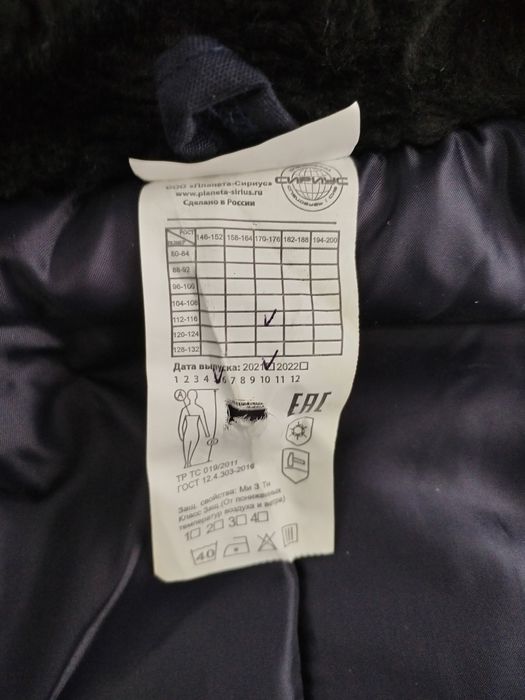 ООО «Планета-Сириус»
www.planeta-sirius.ru
Сделано в России
СИРИУС
РОСТ
РАЗМЕР
146-152 158-164 170-176 182-188 194-200
80-84
88-92
96-100
104-108
112-116
120-124
128-132
Дата выпуска: 2021 2022
1 2 3 4 6 7 8 9 10 11 12
А
ЕАС
ТР ТС 019/2011
ГОСТ 12.4.303-2016
Защ. свойства: Ми З Тн
Класс Защ.(От пониженных
температур воздуха и ветра)
1 2 3 4
40